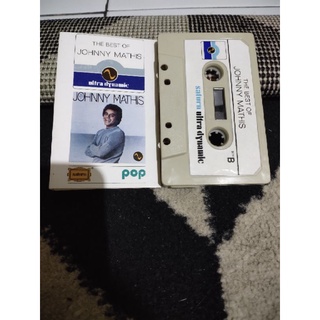 THE BEST OF
JOHNNY MATHIS
ultra dynamic
JOHNNY MATHIS
pop
THE BEST OF
JOHNNY MATHIS
ultra dynamic
B